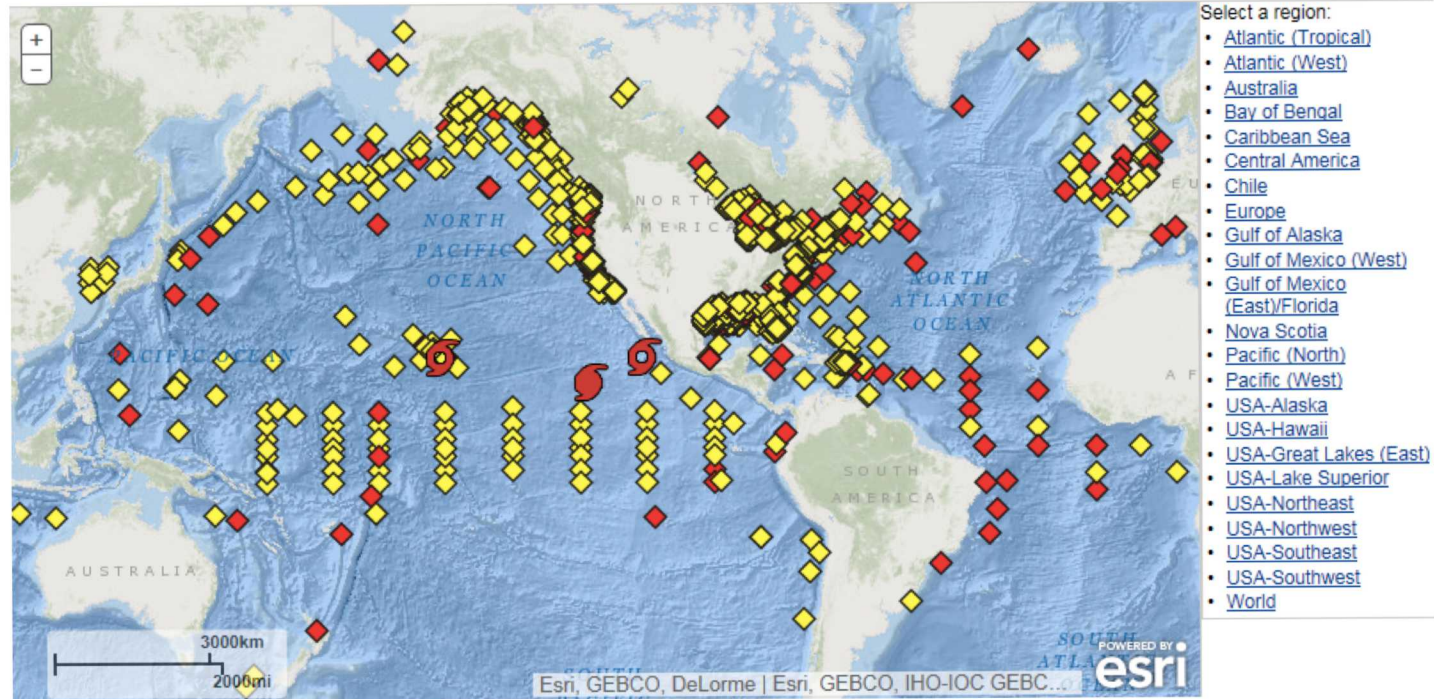 +
−
NORTH
PACIFIC
OCEAN
PACIFIC OCEAN
NORTH
AMERICA
NORTH
ATLANTIC
OCEAN
EU
AF
SOUTH
AMERICA
AUSTRALIA
3000km
2000mi
SOUTH
SOUTH
Esri, GEBCO, DeLorme | Esri, GEBCO, IHO-IOC GEBC...
POWERED BY
esri
Select a region:
• Atlantic (Tropical)
• Atlantic (West)
• Australia
• Bay of Bengal
• Caribbean Sea
• Central America
• Chile
• Europe
• Gulf of Alaska
• Gulf of Mexico (West)
• Gulf of Mexico
(East)/Florida
• Nova Scotia
• Pacific (North)
• Pacific (West)
• USA-Alaska
• USA-Hawaii
• USA-Great Lakes (East)
• USA-Lake Superior
• USA-Northeast
• USA-Northwest
• USA-Southeast
• USA-Southwest
• World